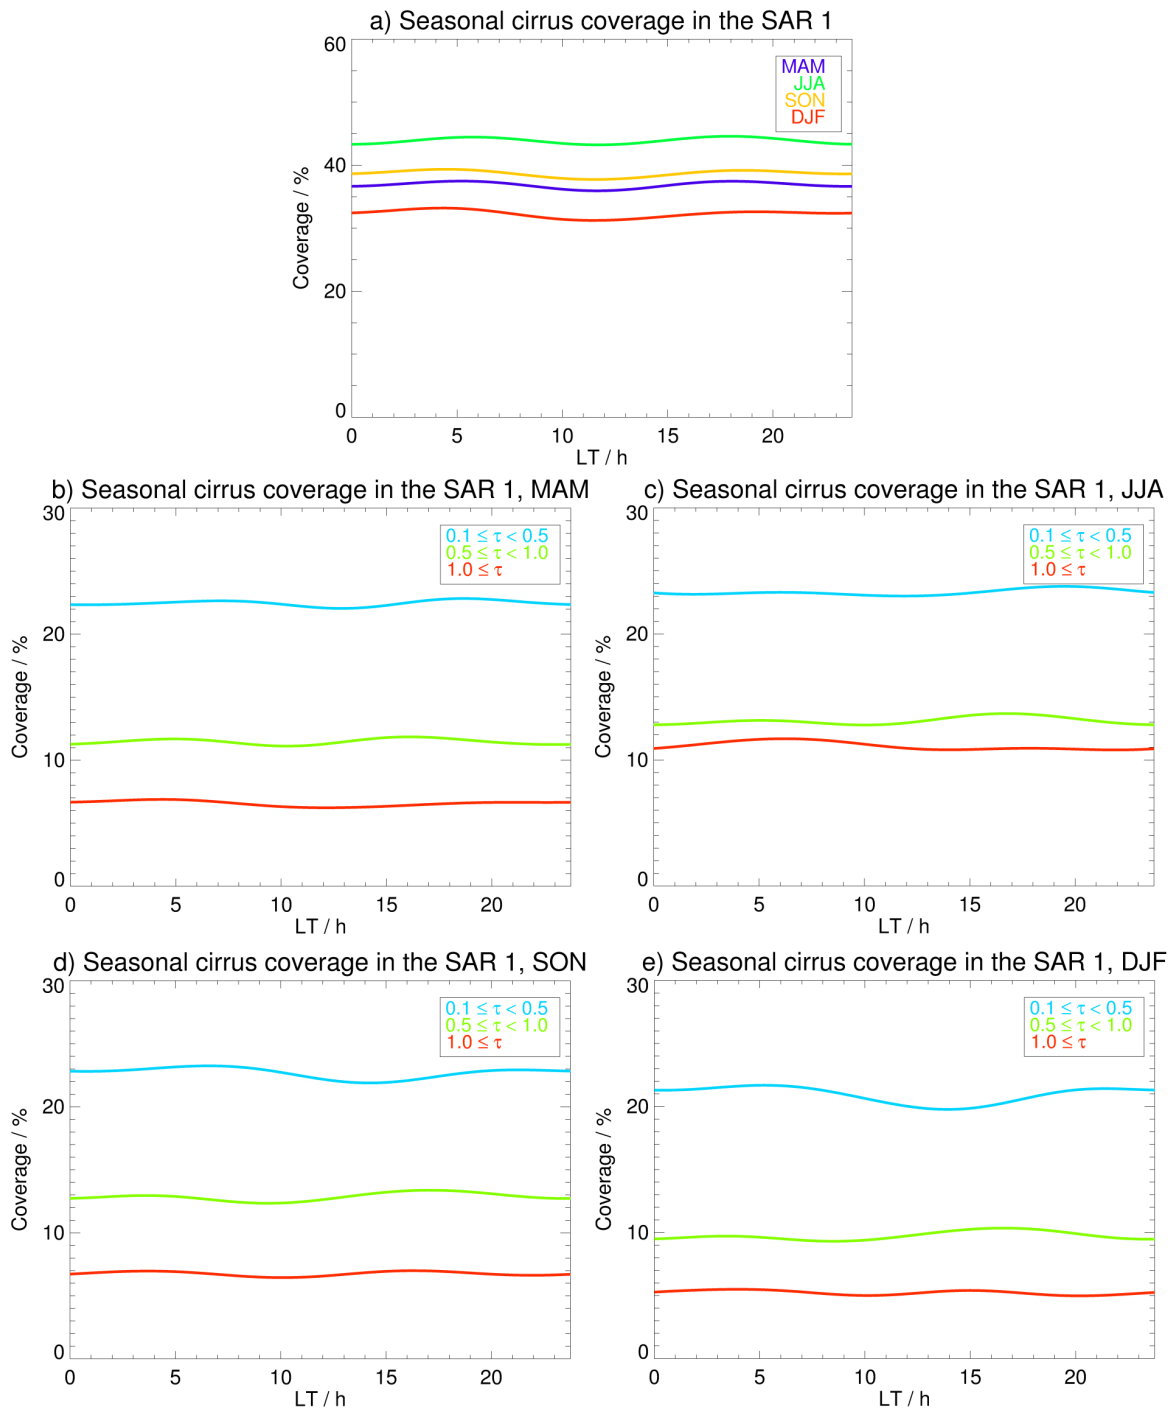 a) Seasonal cirrus coverage in the SAR 1
60
40
20
0
Coverage / %
MAM
JJA
SON
DJF
0 5 10 15 20
LT / h
b) Seasonal cirrus coverage in the SAR 1, MAM
30
20
10
0
Coverage / %
0.1 ≤ τ < 0.5
0.5 ≤ τ < 1.0
1.0 ≤ τ
0 5 10 15 20
LT / h
c) Seasonal cirrus coverage in the SAR 1, JJA
30
20
10
0
Coverage / %
0.1 ≤ τ < 0.5
0.5 ≤ τ < 1.0
1.0 ≤ τ
0 5 10 15 20
LT / h
d) Seasonal cirrus coverage in the SAR 1, SON
30
20
10
0
Coverage / %
0.1 ≤ τ < 0.5
0.5 ≤ τ < 1.0
1.0 ≤ τ
0 5 10 15 20
LT / h
e) Seasonal cirrus coverage in the SAR 1, DJF
30
20
10
0
Coverage / %
0.1 ≤ τ < 0.5
0.5 ≤ τ < 1.0
1.0 ≤ τ
0 5 10 15 20
LT / h